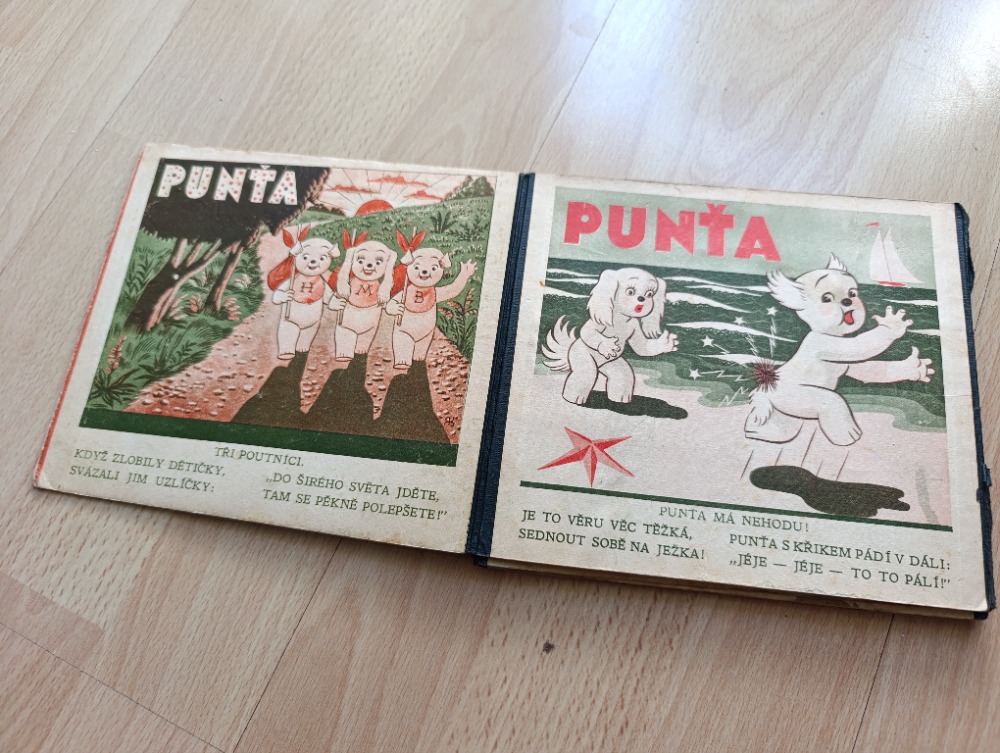 PUNŤA
H M B
TŘI POUTNÍCI.
KDYŽ ZLOBILY DĚTIČKY,
SVÁZALI JIM UZLÍČKY:
„DO ŠIRÉHO SVĚTA JDĚTE,
TAM SE PĚKNĚ POLEPŠETE!"
PUNŤA
PUNŤA MÁ NEHODU!
JE TO VĚRU VĚC TĚŽKÁ,
SEDNOUT SOBĚ NA JEŽKA!
PUNŤA S KŘIKEM PÁDÍ V DÁLI:
„JÉJE — JÉJE — TO TO PÁLÍ!"